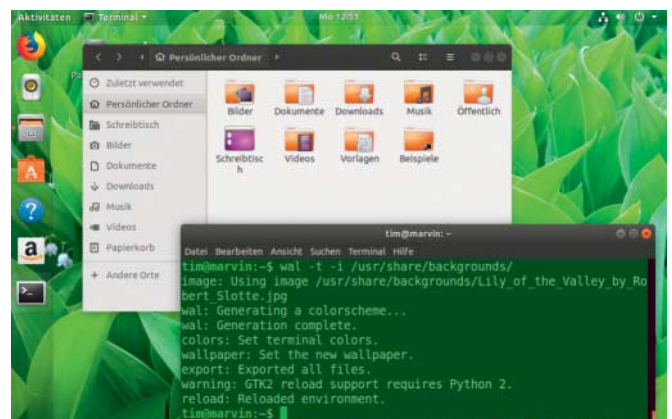 Aktivitäten Terminal Mo 12:53
Persönlicher Ordner
Zuletzt verwendet
Persönlicher Ordner
Schreibtisch
Bilder
Dokumente
Downloads
Musik
Videos
Papierkorb
+ Andere Orte
Bilder Dokumente Downloads Musik Öffentlich
Schreibtisc
h
Videos Vorlagen Beispiele
tim@marvin: ~
Datei Bearbeiten Ansicht Suchen Terminal Hilfe
tim@marvin:~$ wal -t -i /usr/share/backgrounds/
image: Using image /usr/share/backgrounds/Lily_of_the_Valley_by_Ro
bert_Slotte.jpg
wal: Generating a colorscheme...
wal: Generation complete.
colors: Set terminal colors.
wallpaper: Set the new wallpaper.
export: Exported all files.
warning: GTK2 reload support requires Python 2.
reload: Reloaded environment.
tim@marvin:~$